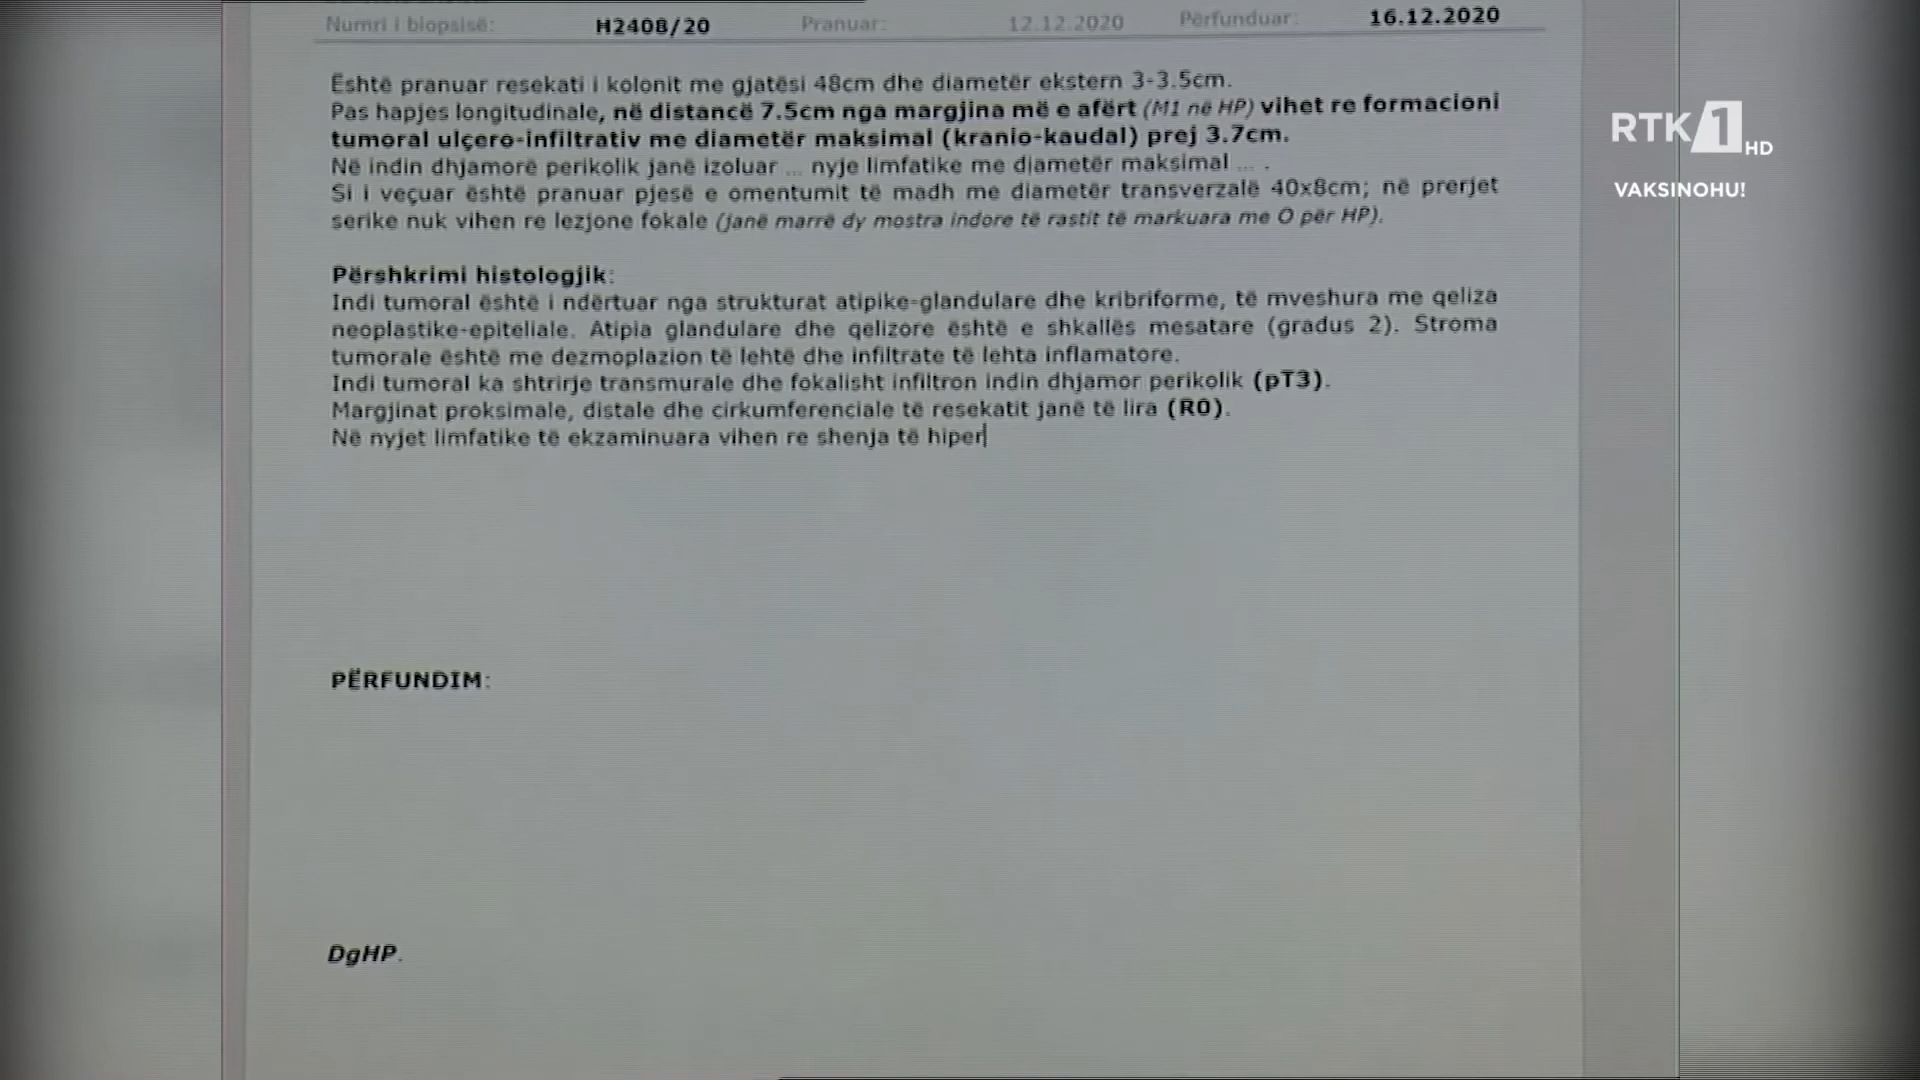 Numri i biopsisë: H2408/20 Pranuar: 12.12.2020 Përfunduar: 16.12.2020
Është pranuar resekati i kolonit me gjatësi 48cm dhe diametër ekstern 3-3.5cm.
Pas hapjes longitudinale, në distancë 7.5cm nga margjina më e afërt (M1 në HP) vihet re formacioni
tumoral ulçero-infiltrativ me diametër maksimal (kranio-kaudal) prej 3.7cm.
Në indin dhjamorë perikolik janë izoluar ... nyje limfatike me diametër maksimal ... .
Si i veçuar është pranuar pjesë e omentumit të madh me diametër transverzalë 40x8cm; në prerjet
serike nuk vihen re lezione fokale (janë marrë dy mostra indore të rastit të markuara me O për HP).
Përshkrimi histologjik:
Indi tumoral është i ndërtuar nga strukturat atipike-glandulare dhe kribriforme, të mveshura me qeliza
neoplastike-epiteliale. Atipia glandulare dhe qelizore është e shkallës mesatare (gradus 2). Stroma
tumorale është me dezmoplazion të lehtë dhe infiltrate të lehta inflamatore.
Indi tumoral ka shtrirje transmurale dhe fokalisht infiltron indin dhjamor perikolik (pT3).
Margjinat proksimale, distale dhe cirkumferenciale të resekatit janë të lira (R0).
Në nyjet limfatike të ekzaminuara vihen re shenja të hiper
PËRFUNDIM:
DgHP.
RTK1 HD
VAKSINOHU!